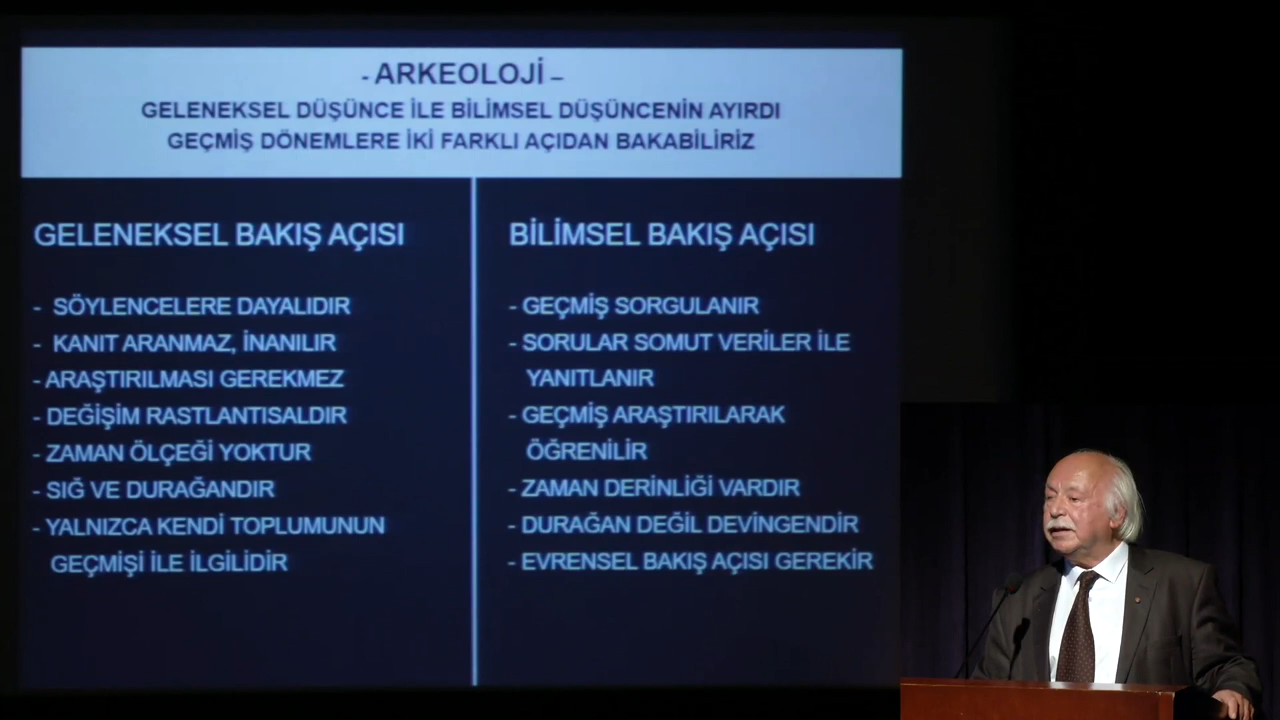 - ARKEOLOJİ –
GELENEKSEL DÜŞÜNCE İLE BİLİMSEL DÜŞÜNCENİN AYIRDI
GEÇMİŞ DÖNEMLERE İKİ FARKLI AÇIDAN BAKABİLİRİZ
GELENEKSEL BAKIŞ AÇISI
- SÖYLENCELERE DAYALIDIR
- KANIT ARANMAZ, İNANILIR
- ARAŞTIRILMASI GEREKMEZ
- DEĞİŞİM RASTLANTISALDIR
- ZAMAN ÖLÇEĞİ YOKTUR
- SIĞ VE DURAĞANDIR
- YALNIZCA KENDİ TOPLUMUNUN
GEÇMİŞİ İLE İLGİLİDİR
BİLİMSEL BAKIŞ AÇISI
- GEÇMİŞ SORGULANIR
- SORULAR SOMUT VERİLER İLE
YANITLANIR
- GEÇMİŞ ARAŞTIRILARAK
ÖĞRENİLİR
- ZAMAN DERİNLİĞİ VARDIR
- DURAĞAN DEĞİL DEVİNGENDİR
- EVRENSEL BAKIŞ AÇISI GEREKİR